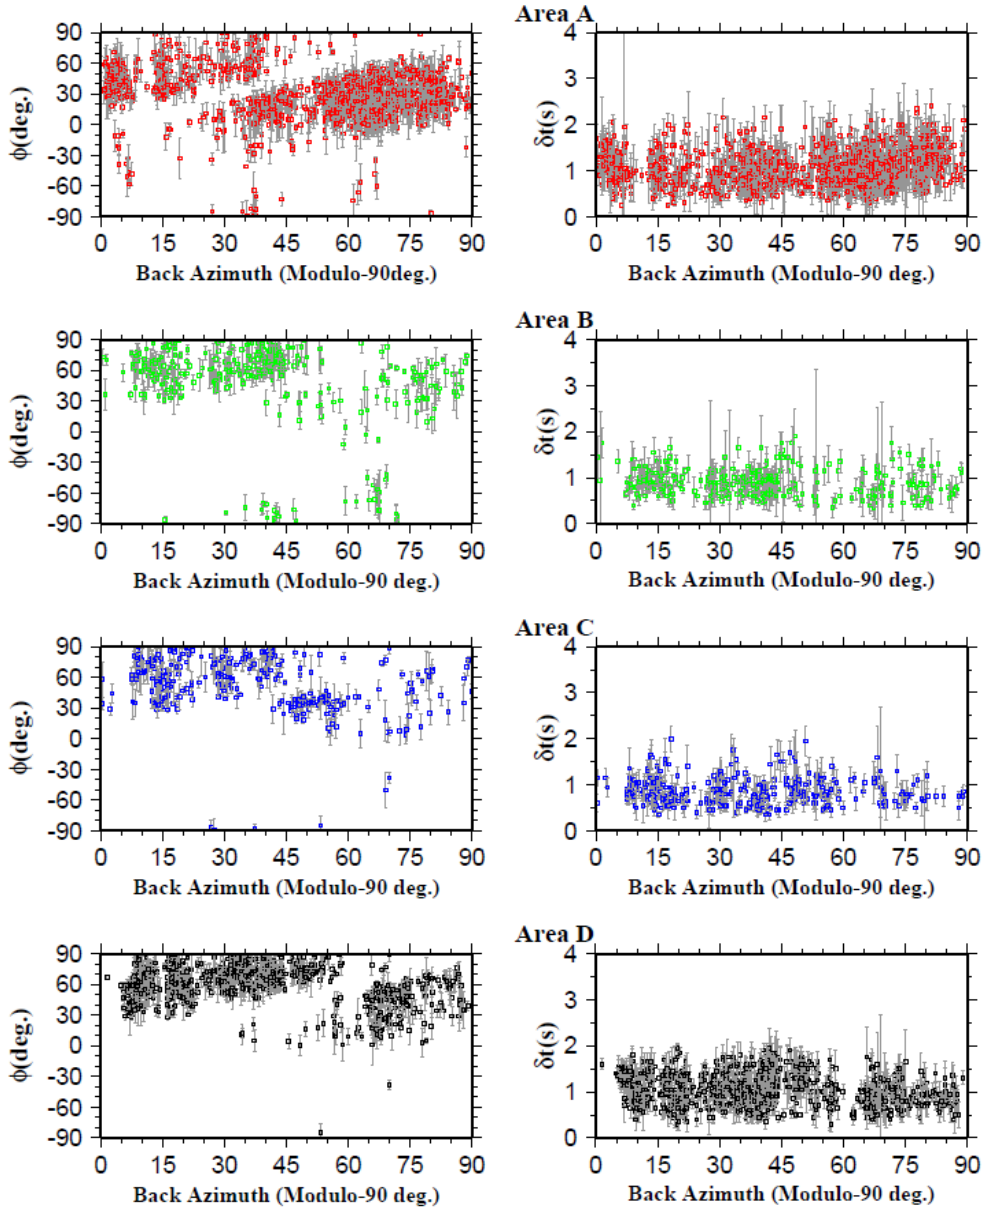 Area A
90
60
30
0
-30
-60
-90
ϕ(deg.)
0 15 30 45 60 75 90
Back Azimuth (Modulo-90deg.)
4
3
2
1
0
δt(s)
0 15 30 45 60 75 90
Back Azimuth (Modulo-90 deg.)
Area B
90
60
30
0
-30
-60
-90
ϕ(deg.)
0 15 30 45 60 75 90
Back Azimuth (Modulo-90 deg.)
4
3
2
1
0
δt(s)
0 15 30 45 60 75 90
Back Azimuth (Modulo-90 deg.)
Area C
90
60
30
0
-30
-60
-90
ϕ(deg.)
0 15 30 45 60 75 90
Back Azimuth (Modulo-90 deg.)
4
3
2
1
0
δt(s)
0 15 30 45 60 75 90
Back Azimuth (Modulo-90 deg.)
Area D
90
60
30
0
-30
-60
-90
ϕ(deg.)
0 15 30 45 60 75 90
Back Azimuth (Modulo-90 deg.)
4
3
2
1
0
δt(s)
0 15 30 45 60 75 90
Back Azimuth (Modulo-90 deg.)